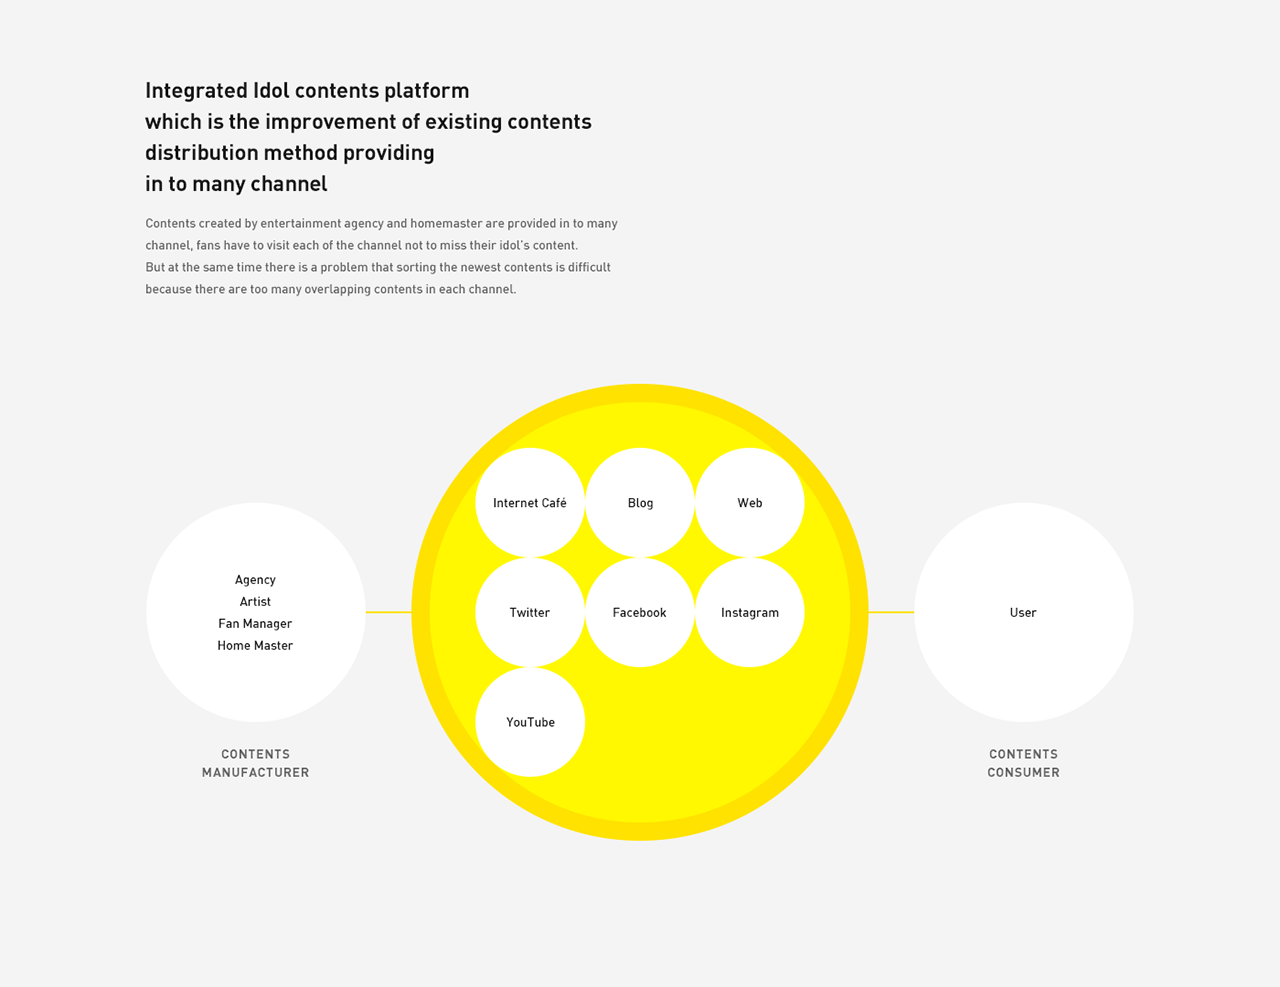 Integrated Idol contents platform
which is the improvement of existing contents
distribution method providing
in to many channel
Contents created by entertainment agency and homemaster are provided in to many
channel, fans have to visit each of the channel not to miss their idol's content.
But at the same time there is a problem that sorting the newest contents is difficult
because there are too many overlapping contents in each channel.
Agency
Artist
Fan Manager
Home Master
CONTENTS
MANUFACTURER
Internet Café
Blog
Web
Twitter
Facebook
Instagram
YouTube
User
CONTENTS
CONSUMER